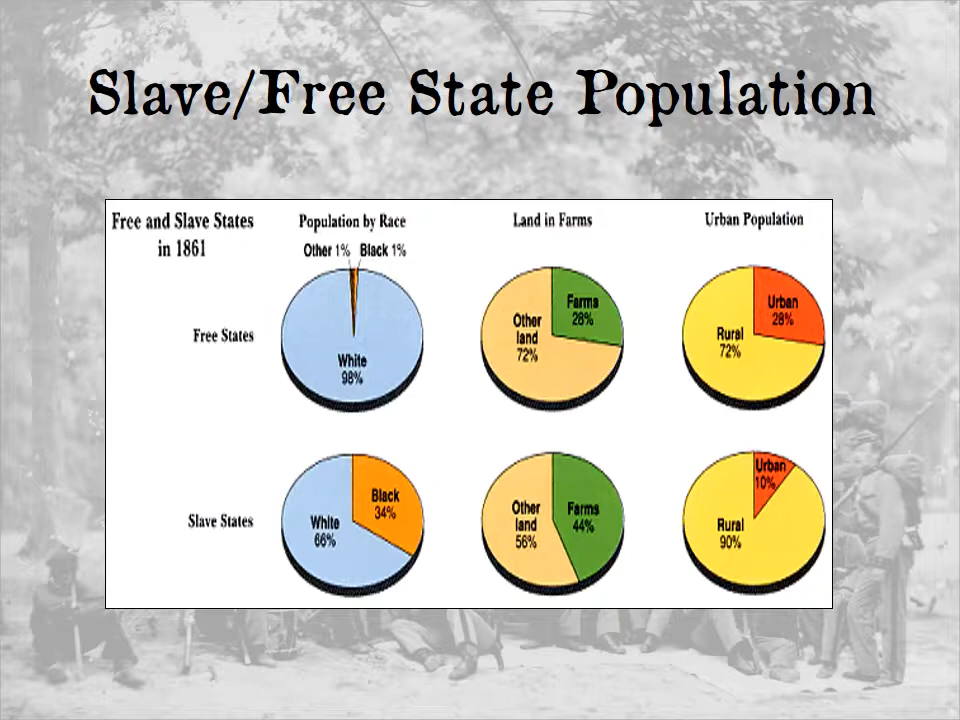 Slave/Free State Population
Free and Slave States
in 1861
Population by Race
Land in Farms
Urban Population
Free States
Other 1%
Black 1%
White
98%
Other
land
72%
Farms
28%
Rural
72%
Urban
28%
Slave States
White
66%
Black
34%
Other
land
56%
Farms
44%
Rural
90%
Urban
10%